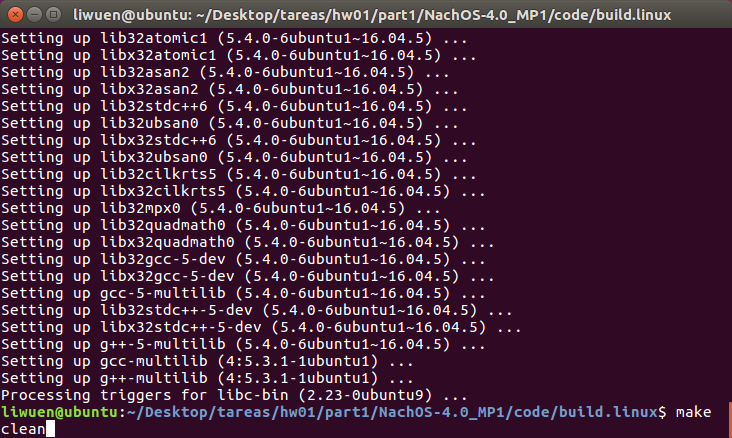 liwuen@ubuntu: ~/Desktop/tareas/hw01/part1/NachOS-4.0_MP1/code/build.linux
Setting up lib32atomic1 (5.4.0-6ubuntu1~16.04.5) ...
Setting up libx32atomic1 (5.4.0-6ubuntu1~16.04.5) ...
Setting up lib32asan2 (5.4.0-6ubuntu1~16.04.5) ...
Setting up libx32asan2 (5.4.0-6ubuntu1~16.04.5) ...
Setting up lib32stdc++6 (5.4.0-6ubuntu1~16.04.5) ...
Setting up lib32ubsan0 (5.4.0-6ubuntu1~16.04.5) ...
Setting up libx32stdc++6 (5.4.0-6ubuntu1~16.04.5) ...
Setting up libx32ubsan0 (5.4.0-6ubuntu1~16.04.5) ...
Setting up lib32cilkrts5 (5.4.0-6ubuntu1~16.04.5) ...
Setting up libx32cilkrts5 (5.4.0-6ubuntu1~16.04.5) ...
Setting up lib32mpx0 (5.4.0-6ubuntu1~16.04.5) ...
Setting up lib32quadmath0 (5.4.0-6ubuntu1~16.04.5) ...
Setting up libx32quadmath0 (5.4.0-6ubuntu1~16.04.5) ...
Setting up lib32gcc-5-dev (5.4.0-6ubuntu1~16.04.5) ...
Setting up libx32gcc-5-dev (5.4.0-6ubuntu1~16.04.5) ...
Setting up gcc-5-multilib (5.4.0-6ubuntu1~16.04.5) ...
Setting up lib32stdc++-5-dev (5.4.0-6ubuntu1~16.04.5) ...
Setting up libx32stdc++-5-dev (5.4.0-6ubuntu1~16.04.5) ...
Setting up g++-5-multilib (5.4.0-6ubuntu1~16.04.5) ...
Setting up gcc-multilib (4:5.3.1-1ubuntu1) ...
Setting up g++-multilib (4:5.3.1-1ubuntu1) ...
Processing triggers for libc-bin (2.23-0ubuntu9) ...
liwuen@ubuntu:~/Desktop/tareas/hw01/part1/NachOS-4.0_MP1/code/build.linux$ make
clean